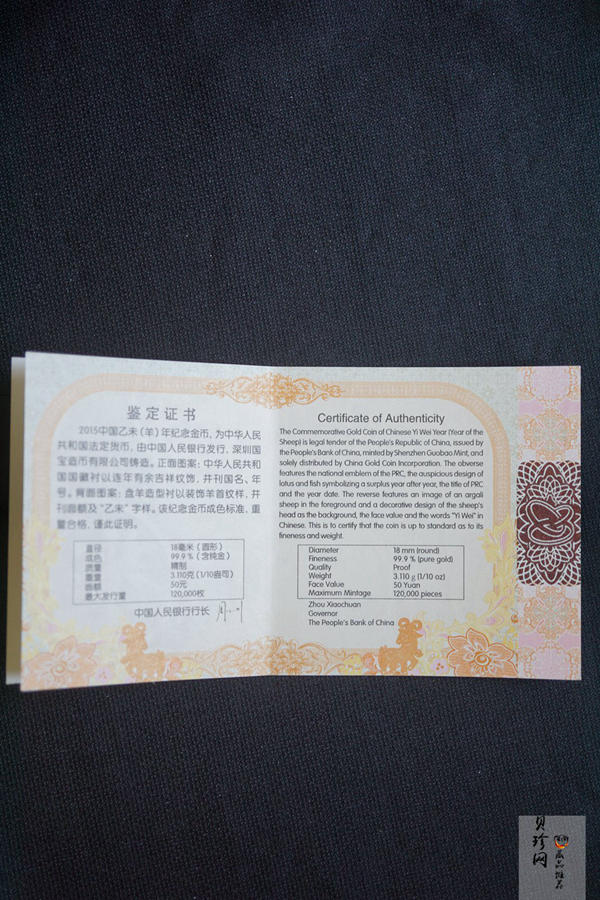 鉴定证书
2015中国乙未(羊)年纪念金币，为中华人民
共和国法定货币，由中国人民银行发行，深圳国
宝造币有限公司铸造。正面图案：中华人民共和
国国徽衬以连年有余吉祥纹饰，并刊国名、年
号。背面图案：盘羊造型衬以装饰羊首纹样，并
刊面额及“乙未”字样。该纪念金币成色标准，重
量合格，谨此证明。
直径 18毫米（圆形）
成色 99.9％（含纯金）
质量 精制
重量 3.110克(1/10盎司)
面额 50元
最大发行量 120,000枚
中国人民银行行长
Certificate of Authenticity
The Commemorative Gold Coin of Chinese Yi Wei Year (Year of the
Sheep) is legal tender of the People's Republic of China, issued by
the People's Bank of China, minted by Shenzhen Guobao Mint, and
solely distributed by China Gold Coin Incorporation. The obverse
features the national emblem of the PRC, the auspicious design of
lotus and fish symbolizing a surplus year after year, the title of PRC
and the year date. The reverse features an image of an argali
sheep in the foreground and a decorative design of the sheep's
head as the background, the face value and the words "Yi Wei" in
Chinese. This is to certify that the coin is up to standard as to its
fineness and weight.
Diameter 18 mm (round)
Fineness 99.9 % (pure gold)
Quality Proof
Weight 3.110 g (1/10 oz)
Face Value 50 Yuan
Maximum Mintage 120,000 pieces
Zhou Xiaochuan
Governor
The People's Bank of China
贝珍网
藏品推荐